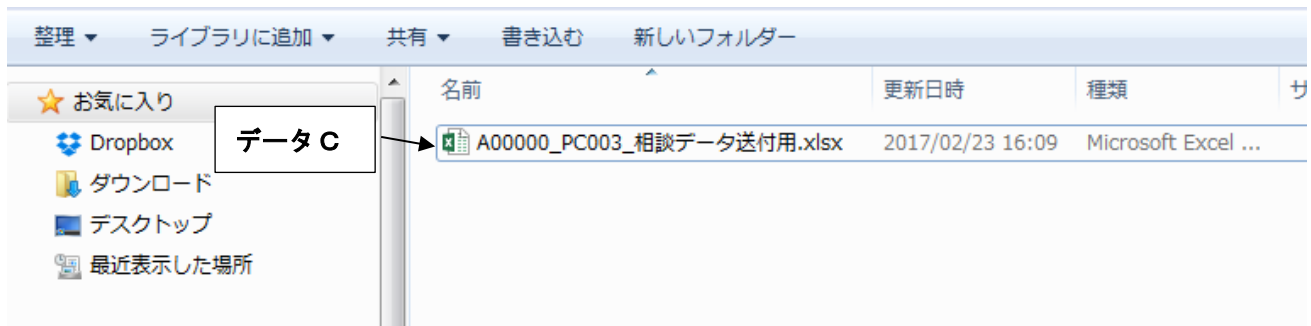 整理 ▼ ライブラリに追加 ▼ 共有 ▼ 書き込む 新しいフォルダー
名前 更新日時 種類 サ
お気に入り
データC
Dropbox
A00000_PC003_相談データ送付用.xlsx 2017/02/23 16:09 Microsoft Excel ...
ダウンロード
デスクトップ
最近表示した場所